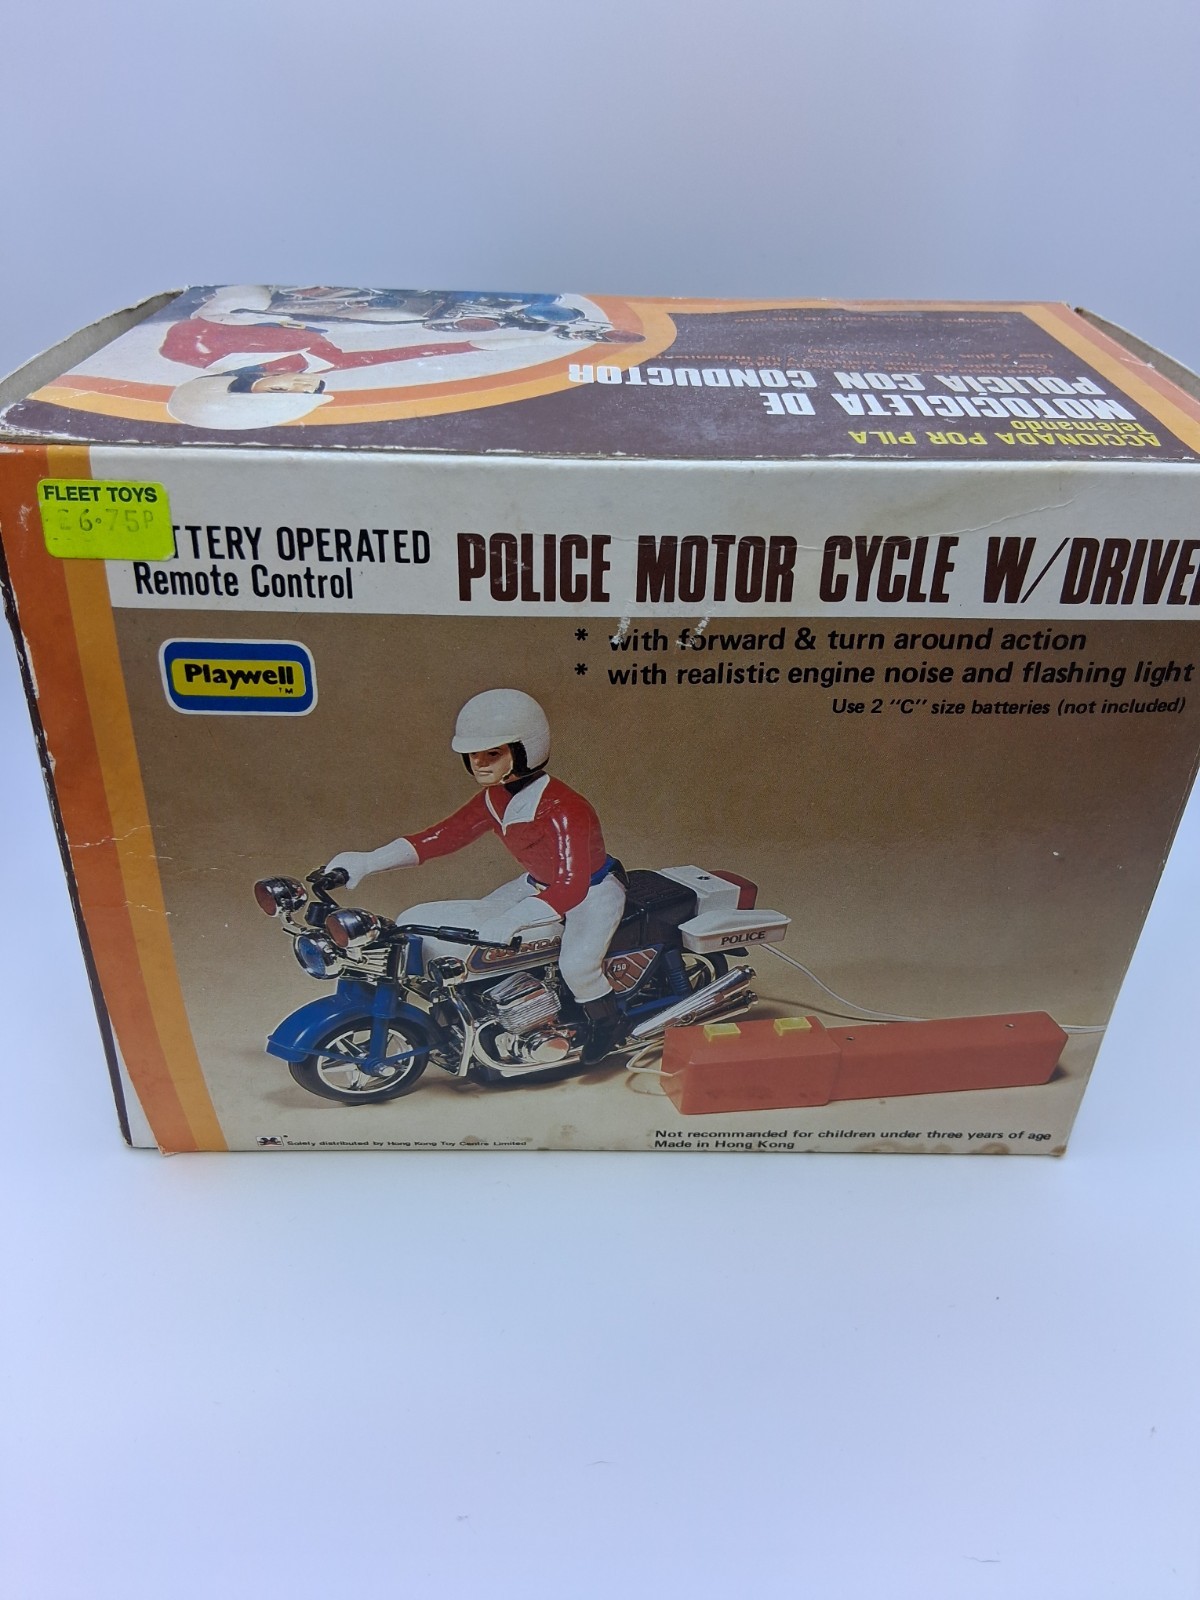 ACCIONADA POR PILA
Telemando
MOTOCICLETA DE
POLICIA CON CONDUCTOR
FLEET TOYS
£6.75P
TTERY OPERATED
Remote Control
POLICE MOTOR CYCLE W/DRIVE
* with forward & turn around action
* with realistic engine noise and flashing light
Use 2 "C" size batteries (not included)
Playwell
TM
HONDA
750
POLICE
Solely distributed by Hong Kong Toy Centre Limited
Not recommanded for children under three years of age
Made in Hong Kong